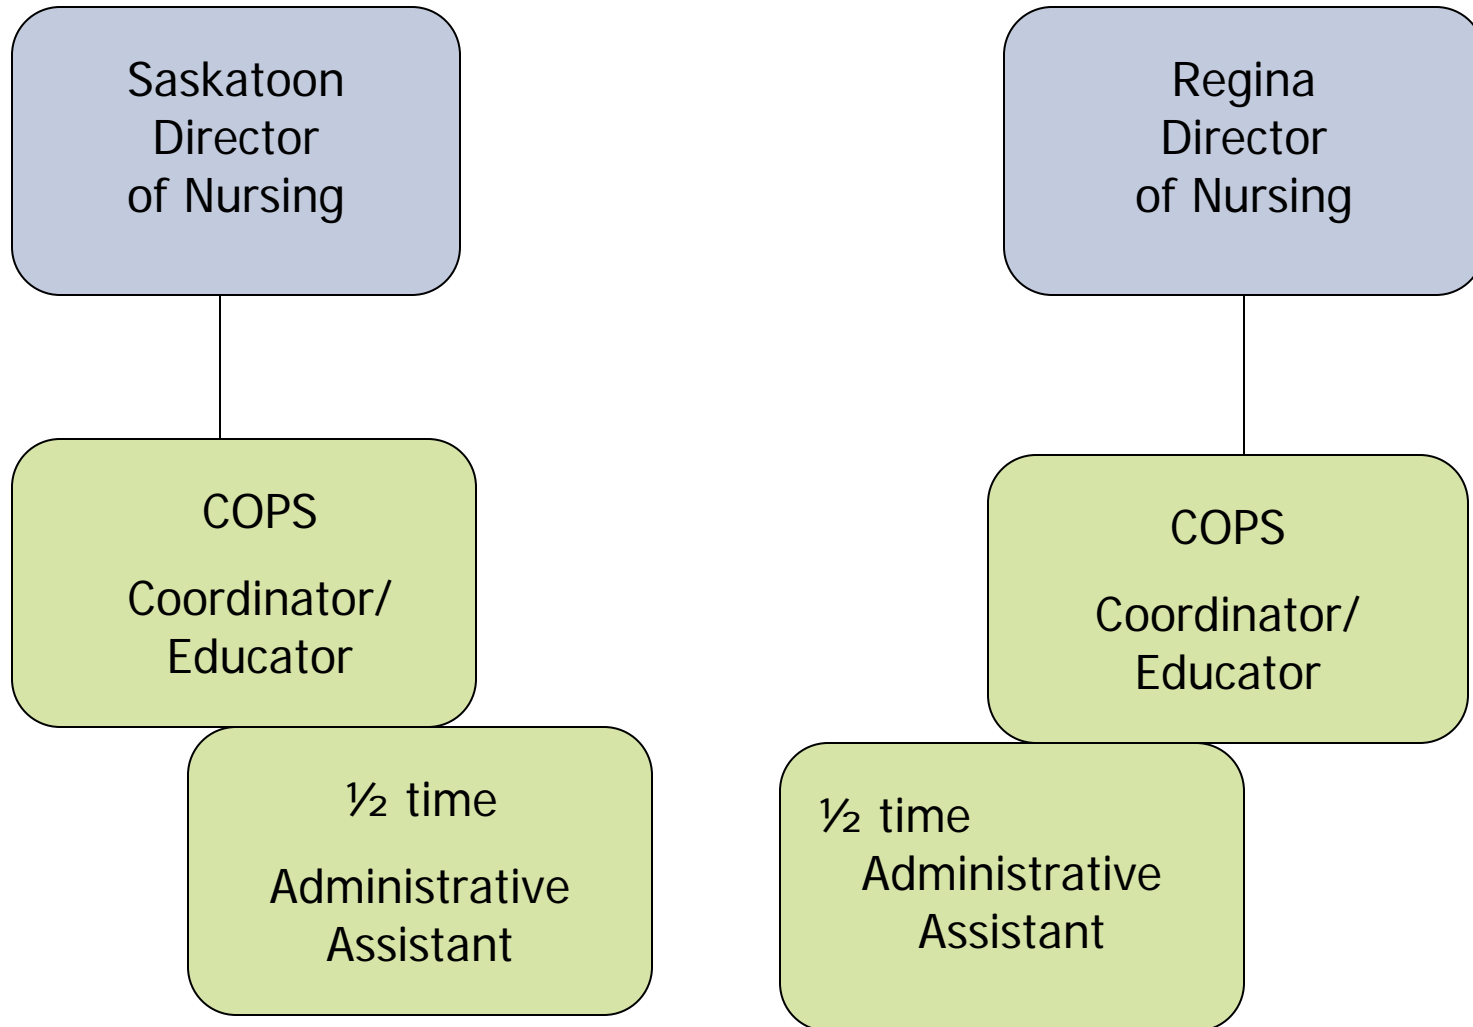 Saskatoon
Director
of Nursing
Regina
Director
of Nursing
COPS
Coordinator/
Educator
COPS
Coordinator/
Educator
½ time
Administrative
Assistant
½ time
Administrative
Assistant